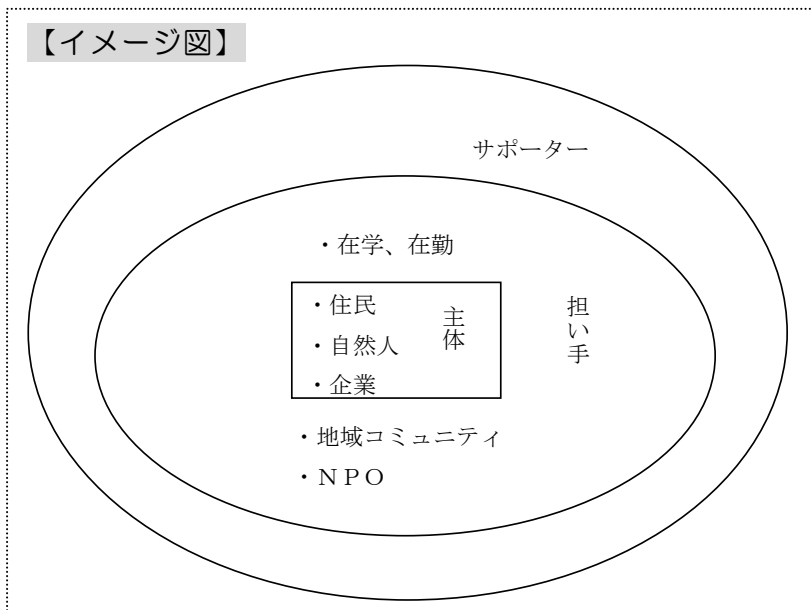 【イメージ図】
サポーター
・在学、在勤
・住民
・自然人
・企業
主体
担い手
・地域コミュニティ
・ＮＰＯ